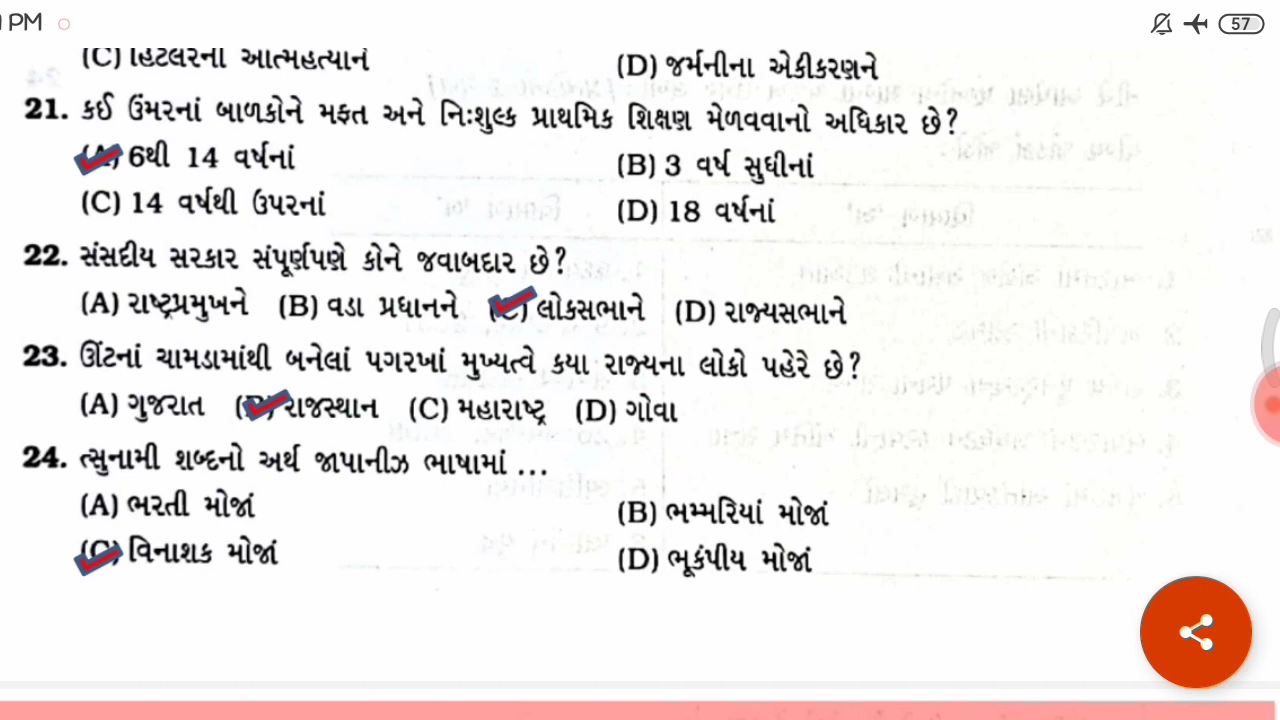 PM
57
(C) હિટલરની આત્મહત્યાને (D) જર્મનીના એકીકરણને
21. કઈ ઉંમરનાં બાળકોને મફત અને નિઃશુલ્ક પ્રાથમિક શિક્ષણ મેળવવાનો અધિકાર છે?
(A) 6થી 14 વર્ષનાં (B) 3 વર્ષ સુધીનાં
(C) 14 વર્ષથી ઉપરનાં (D) 18 વર્ષનાં
22. સંસદીય સરકાર સંપૂર્ણપણે કોને જવાબદાર છે?
(A) રાષ્ટ્રપ્રમુખને (B) વડા પ્રધાનને (C) લોકસભાને (D) રાજ્યસભાને
23. ઊંટનાં ચામડામાંથી બનેલાં પગરખાં મુખ્યત્વે કયા રાજ્યના લોકો પહેરે છે?
(A) ગુજરાત (B) રાજસ્થાન (C) મહારાષ્ટ્ર (D) ગોવા
24. ત્સુનામી શબ્દનો અર્થ જાપાનીઝ ભાષામાં ...
(A) ભરતી મોજાં (B) ભમ્મરિયાં મોજાં
(C) વિનાશક મોજાં (D) ભૂકંપીય મોજાં